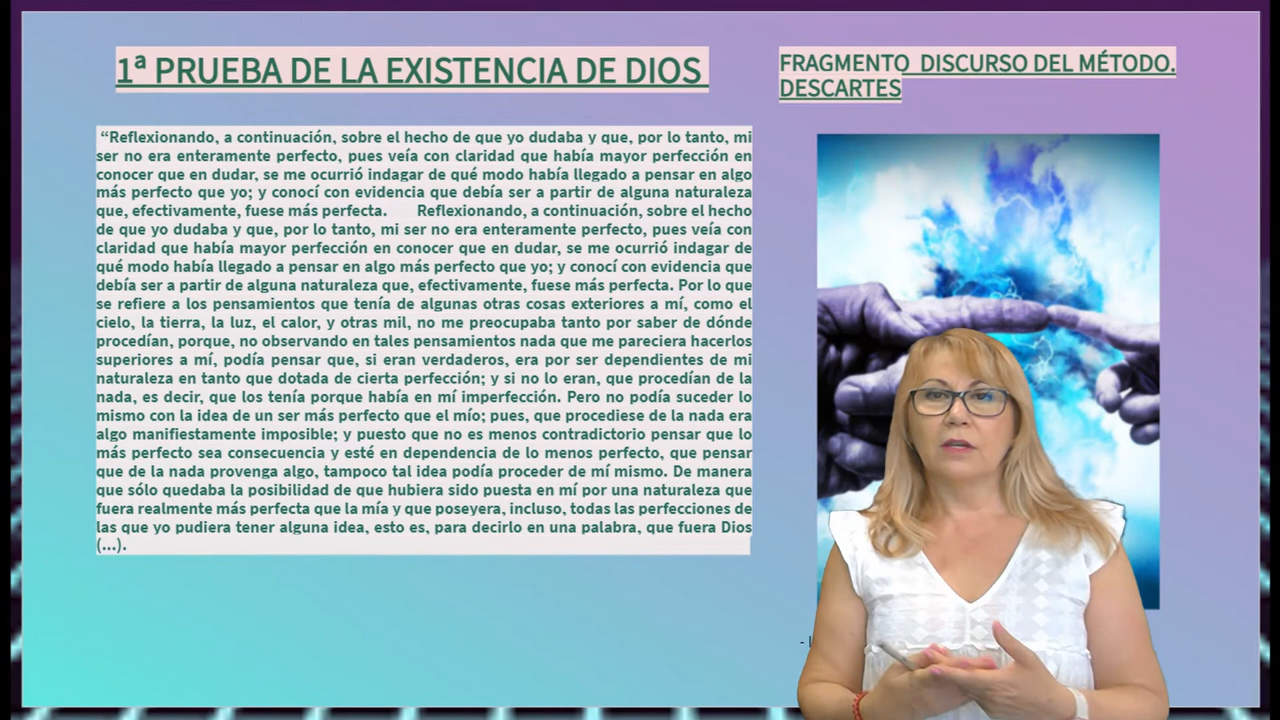 1ª PRUEBA DE LA EXISTENCIA DE DIOS
FRAGMENTO DISCURSO DEL MÉTODO.
DESCARTES
“Reflexionando, a continuación, sobre el hecho de que yo dudaba y que, por lo tanto, mi
ser no era enteramente perfecto, pues veía con claridad que había mayor perfección en
conocer que en dudar, se me ocurrió indagar de qué modo había llegado a pensar en algo
más perfecto que yo; y conocí con evidencia que debía ser a partir de alguna naturaleza
que, efectivamente, fuese más perfecta. Reflexionando, a continuación, sobre el hecho
de que yo dudaba y que, por lo tanto, mi ser no era enteramente perfecto, pues veía con
claridad que había mayor perfección en conocer que en dudar, se me ocurrió indagar de
qué modo había llegado a pensar en algo más perfecto que yo; y conocí con evidencia que
debía ser a partir de alguna naturaleza que, efectivamente, fuese más perfecta. Por lo que
se refiere a los pensamientos que tenía de algunas otras cosas exteriores a mí, como el
cielo, la tierra, la luz, el calor, y otras mil, no me preocupaba tanto por saber de dónde
procedían, porque, no observando en tales pensamientos nada que me pareciera hacerlos
superiores a mí, podía pensar que, si eran verdaderos, era por ser dependientes de mi
naturaleza en tanto que dotada de cierta perfección; y si no lo eran, que procedían de la
nada, es decir, que los tenía porque había en mí imperfección. Pero no podía suceder lo
mismo con la idea de un ser más perfecto que el mío; pues, que procediese de la nada era
algo manifiestamente imposible; y puesto que no es menos contradictorio pensar que lo
más perfecto sea consecuencia y esté en dependencia de lo menos perfecto, que pensar
que de la nada provenga algo, tampoco tal idea podía proceder de mí mismo. De manera
que sólo quedaba la posibilidad de que hubiera sido puesta en mí por una naturaleza que
fuera realmente más perfecta que la mía y que poseyera, incluso, todas las perfecciones de
las que yo pudiera tener alguna idea, esto es, para decirlo en una palabra, que fuera Dios
(...).